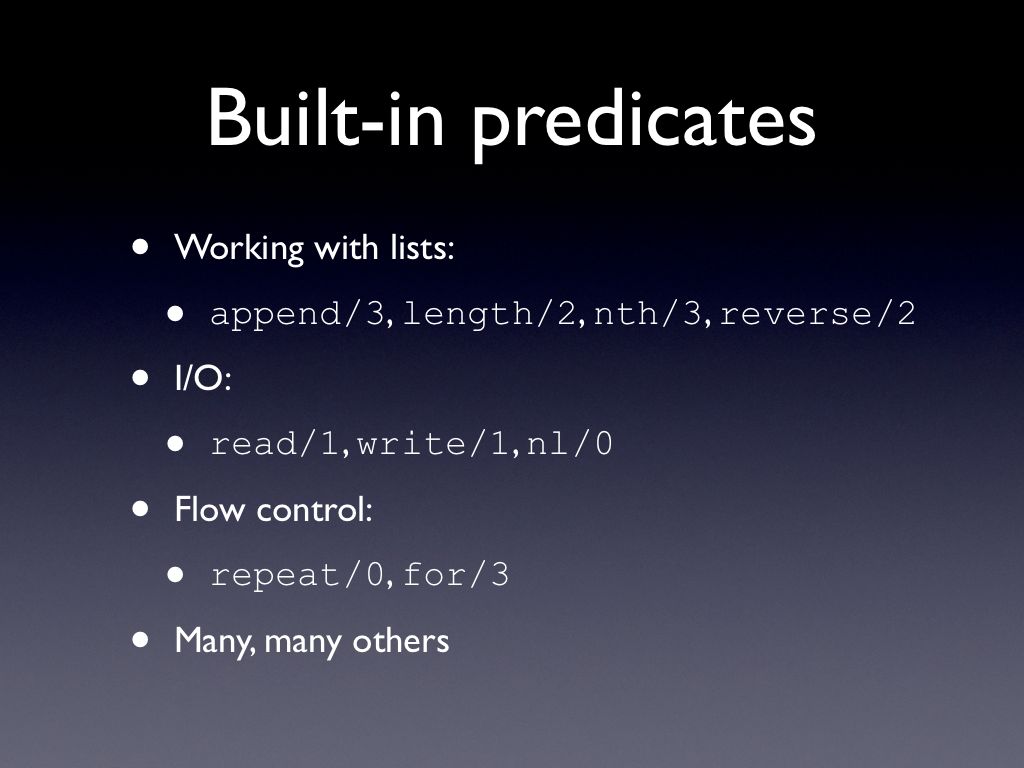 Built-in predicates
• Working with lists:
• append/3, length/2, nth/3, reverse/2
• I/O:
• read/1, write/1, nl/0
• Flow control:
• repeat/0, for/3
• Many, many others